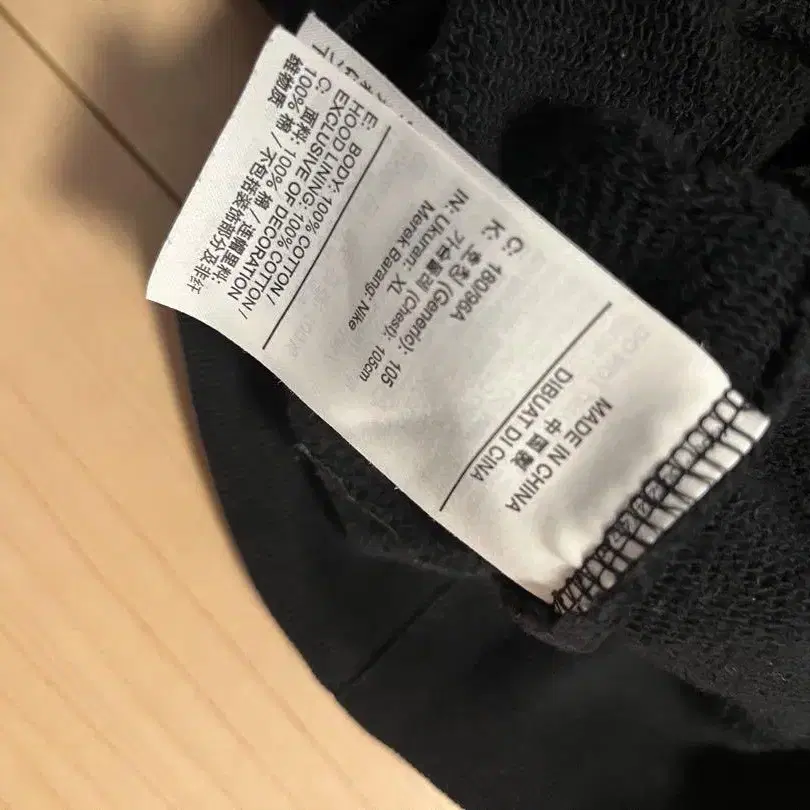 MADE IN CHINA
中國製
DIBUAT DI CINA
C: 180/96A
K: 호칭 (Generic): 105
가슴둘레 (Chest): 105cm
IN: Ukuran: XL
Merek Barang: Nike
E: BODY: 100% COTTON/
HOOD LINING: 100% COTTON/
EXCLUSIVE OF DECORATION
C: 面料: 100% 棉 / 连帽里料:
100% 棉 / 不包括装饰部分及非纤
维物质